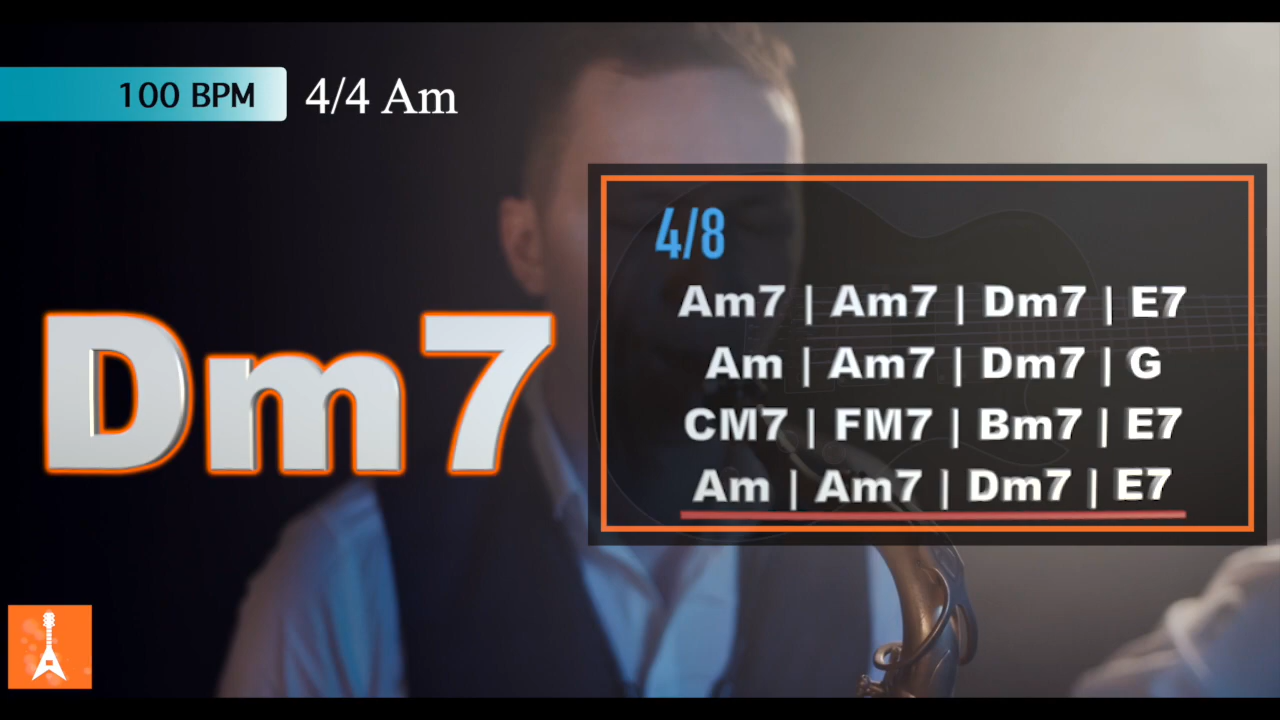 100 BPM 4/4 Am
Dm7
4/8
Am7 | Am7 | Dm7 | E7
Am | Am7 | Dm7 | G
CM7 | FM7 | Bm7 | E7
Am | Am7 | Dm7 | E7